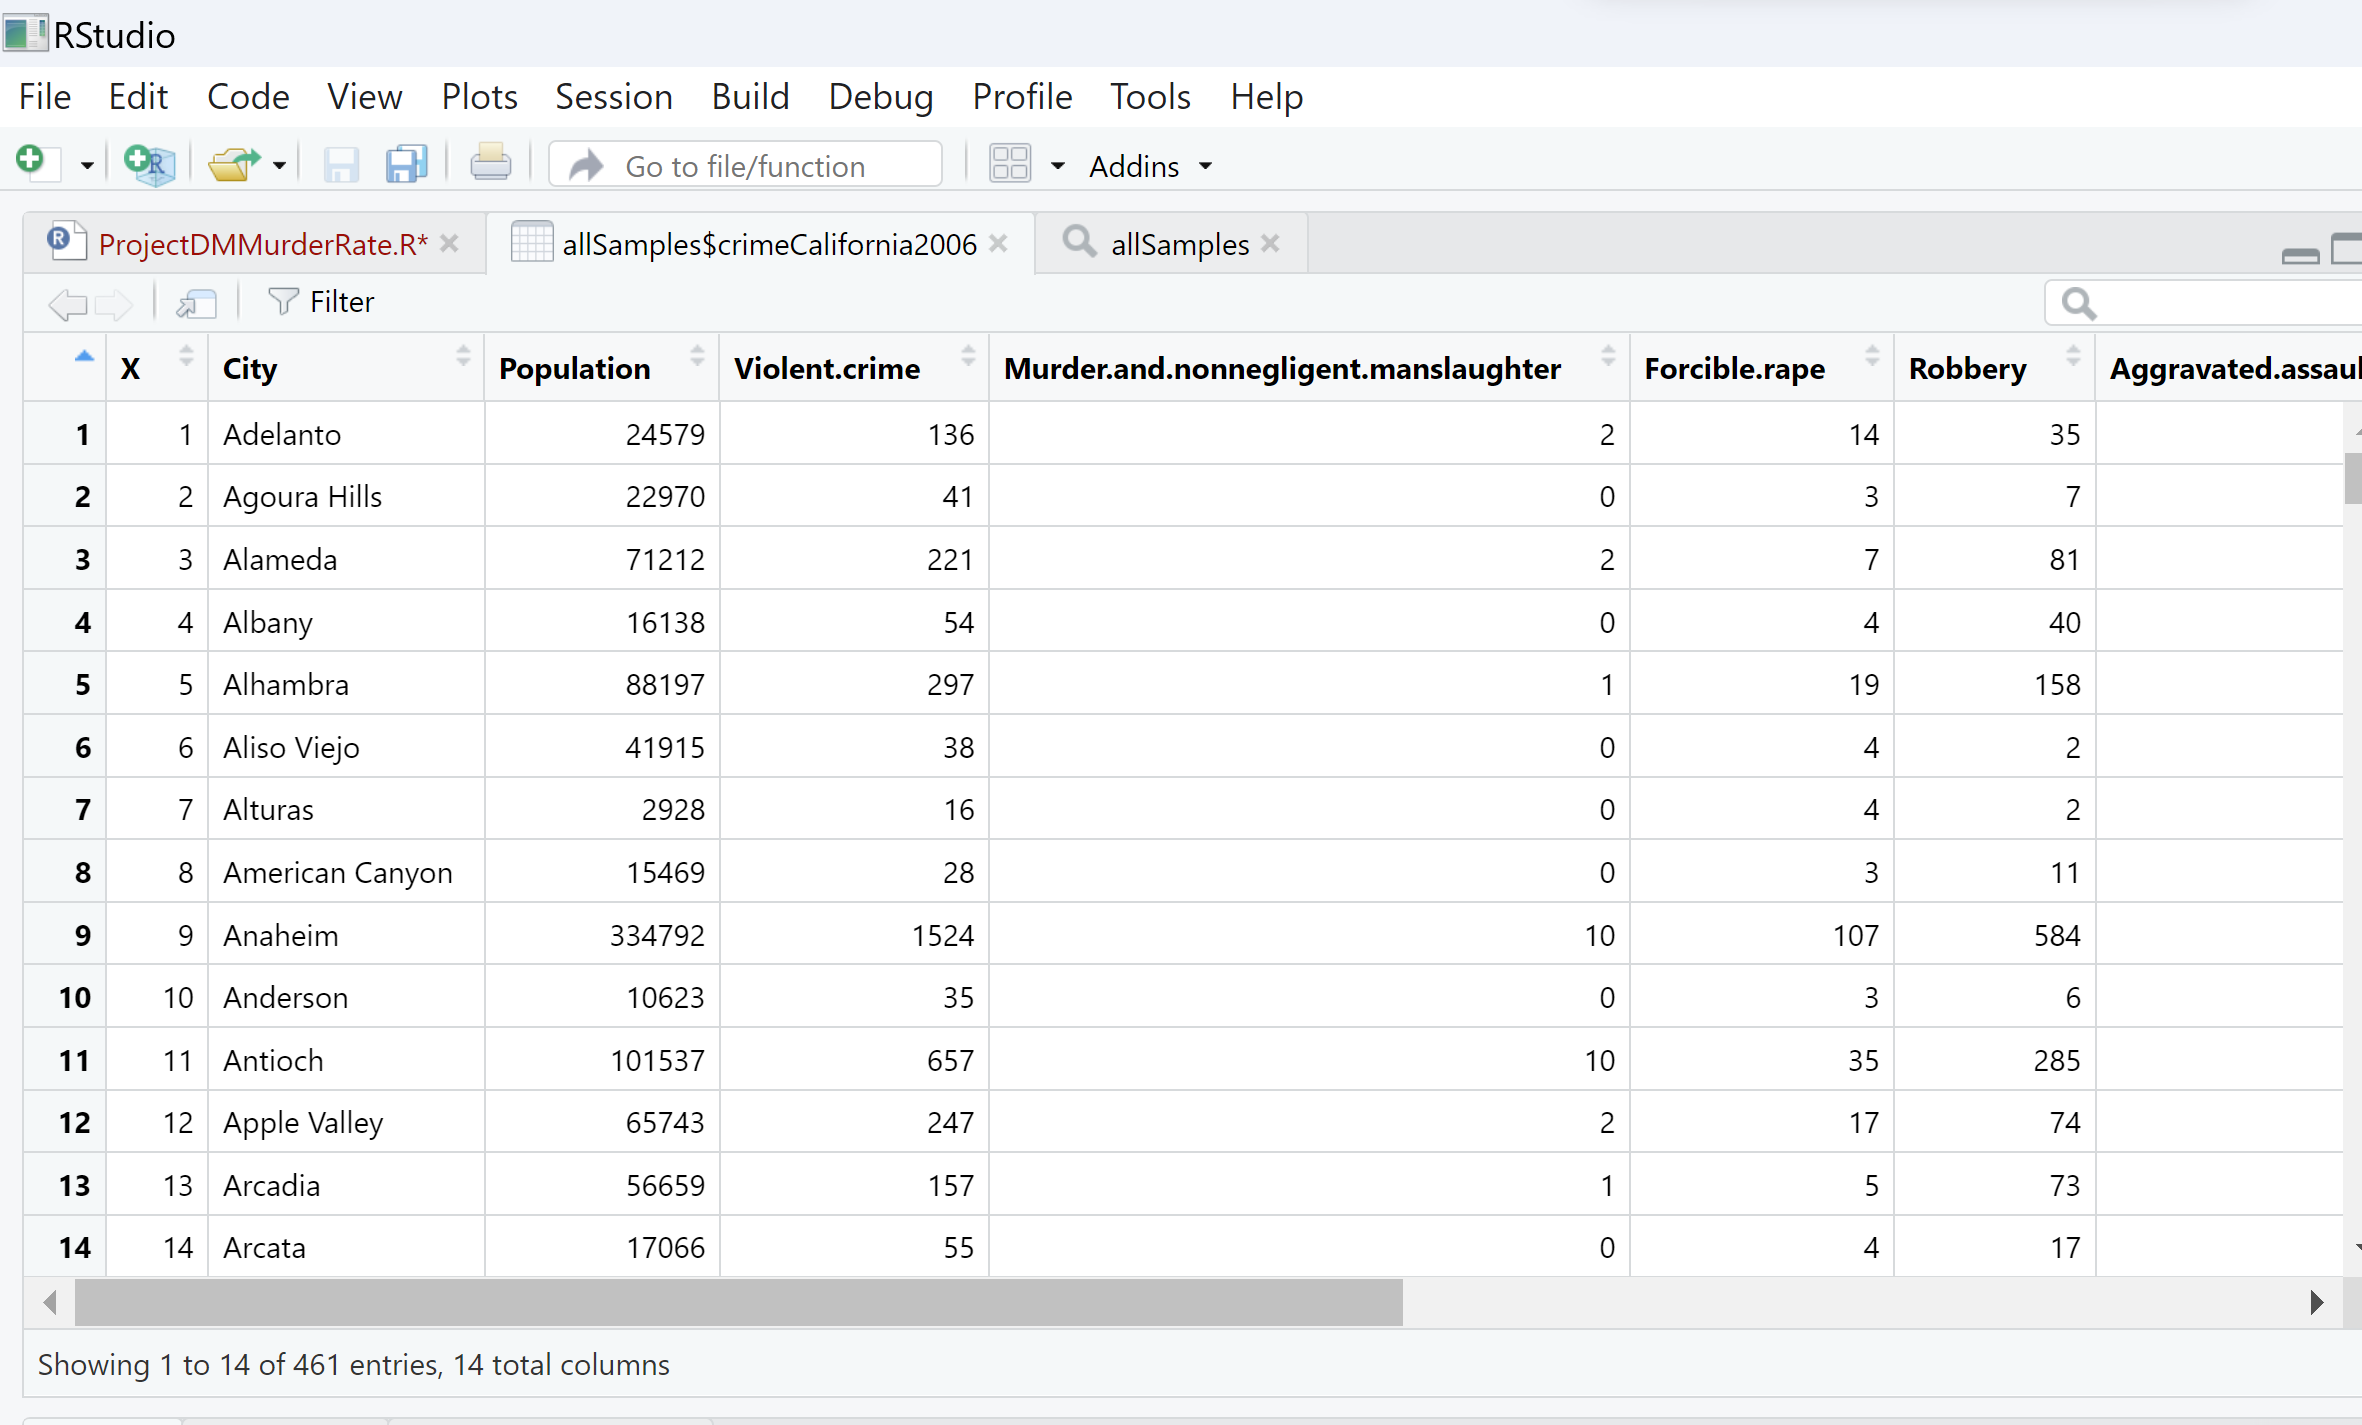 RStudio
File Edit Code View Plots Session Build Debug Profile Tools Help
R Go to file/function Addins
R ProjectDMMurderRate.R* allSamples$crimeCalifornia2006 allSamples
Filter
X City Population Violent.crime Murder.and.nonnegligent.manslaughter Forcible.rape Robbery Aggravated.assaul
1 1 Adelanto 24579 136 2 14 35
2 2 Agoura Hills 22970 41 0 3 7
3 3 Alameda 71212 221 2 7 81
4 4 Albany 16138 54 0 4 40
5 5 Alhambra 88197 297 1 19 158
6 6 Aliso Viejo 41915 38 0 4 2
7 7 Alturas 2928 16 0 4 2
8 8 American Canyon 15469 28 0 3 11
9 9 Anaheim 334792 1524 10 107 584
10 10 Anderson 10623 35 0 3 6
11 11 Antioch 101537 657 10 35 285
12 12 Apple Valley 65743 247 2 17 74
13 13 Arcadia 56659 157 1 5 73
14 14 Arcata 17066 55 0 4 17
Showing 1 to 14 of 461 entries, 14 total columns